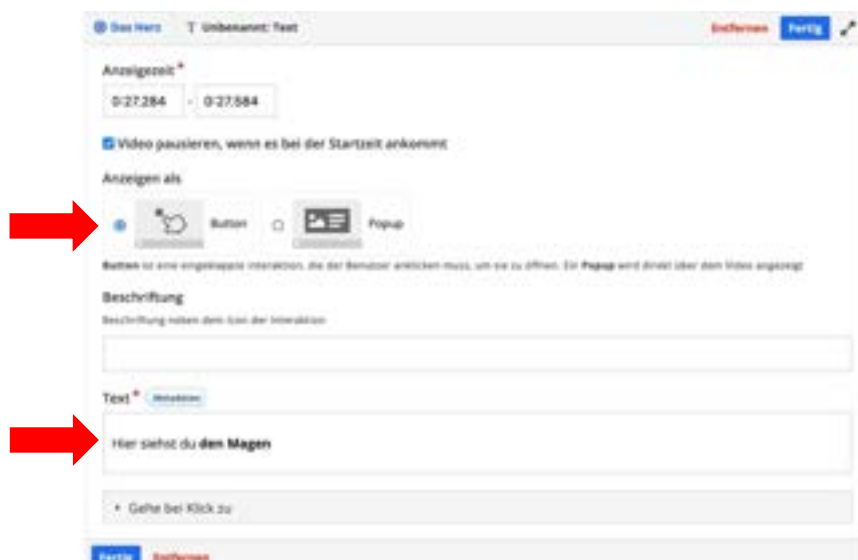 Das Herz T Unbenannt: Text Entfernen Fertig
Anzeigezeit*
0:27,284 - 0:27,584
Video pausieren, wenn es bei der Startzeit ankommt
Anzeigen als
Button Popup
Button ist eine eingeklappte Interaktion, die der Benutzer anklicken muss, um sie zu öffnen. Ein Popup wird direkt über dem Video angezeigt
Beschriftung
Beschriftung neben dem Icon der Interaktion
Text* Metadaten
Hier siehst du den Magen
Gehe bei Klick zu
Fertig Entfernen